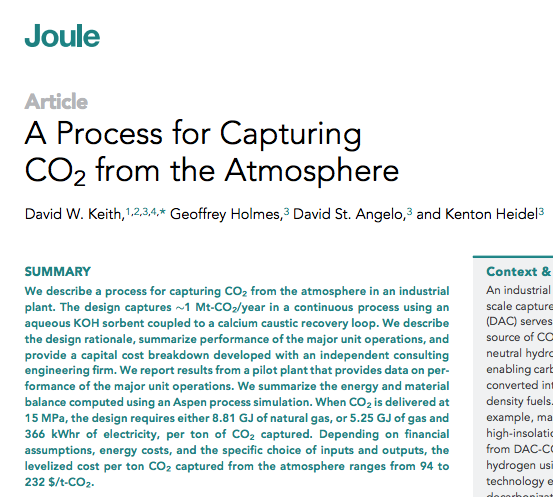 Joule
Article
A Process for Capturing
CO₂ from the Atmosphere
David W. Keith,1,2,3,4,* Geoffrey Holmes,3 David St. Angelo,3 and Kenton Heidel3
SUMMARY
We describe a process for capturing CO₂ from the atmosphere in an industrial
plant. The design captures ~1 Mt-CO₂/year in a continuous process using an
aqueous KOH sorbent coupled to a calcium caustic recovery loop. We describe
the design rationale, summarize performance of the major unit operations, and
provide a capital cost breakdown developed with an independent consulting
engineering firm. We report results from a pilot plant that provides data on per-
formance of the major unit operations. We summarize the energy and material
balance computed using an Aspen process simulation. When CO₂ is delivered at
15 MPa, the design requires either 8.81 GJ of natural gas, or 5.25 GJ of gas and
366 kWhr of electricity, per ton of CO₂ captured. Depending on financial
assumptions, energy costs, and the specific choice of inputs and outputs, the
levelized cost per ton CO₂ captured from the atmosphere ranges from 94 to
232 $/t-CO₂.
Context &
An industrial
scale capture
(DAC) serves
source of CO
neutral hydro
enabling carb
converted int
density fuels.
example, ma
high-insolatic
from DAC-CO
hydrogen usi
technology e